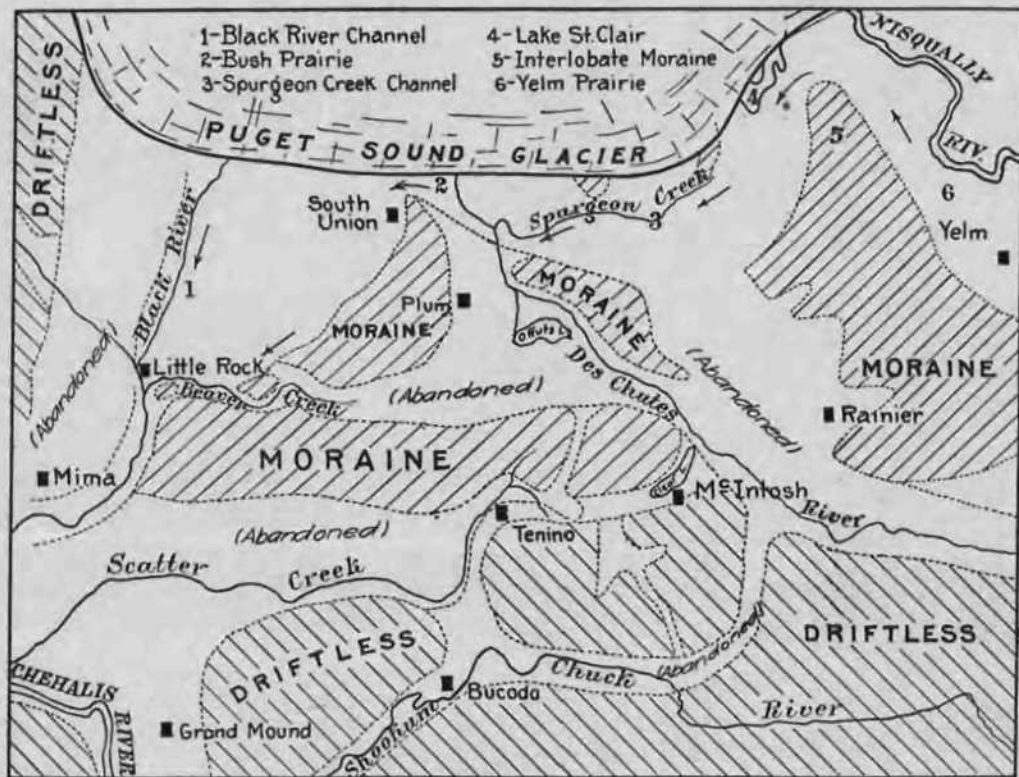 1-Black River Channel
2-Bush Prairie
3-Spurgeon Creek Channel
4-Lake St. Clair
5-Interlobate Moraine
6-Yelm Prairie
NISQUALLY
RIV.
DRIFTLESS
PUGET SOUND GLACIER
3
4
5
6
2
South
Union
Spurgeon Creek
3
3
Yelm
Black River
1
Plum
MORAINE
MORAINE
Offuts L.
Des Chutes
River
(Abandoned)
MORAINE
Little Rock
Beaver Creek
(Abandoned)
(Abandoned)
Rainier
MORAINE
Mima
McIntosh
(Abandoned)
Tenino
Scatter
Creek
DRIFTLESS
DRIFTLESS
(Abandoned)
CHEHALIS
RIVER
Bucoda
Chuck
River
Grand Mound